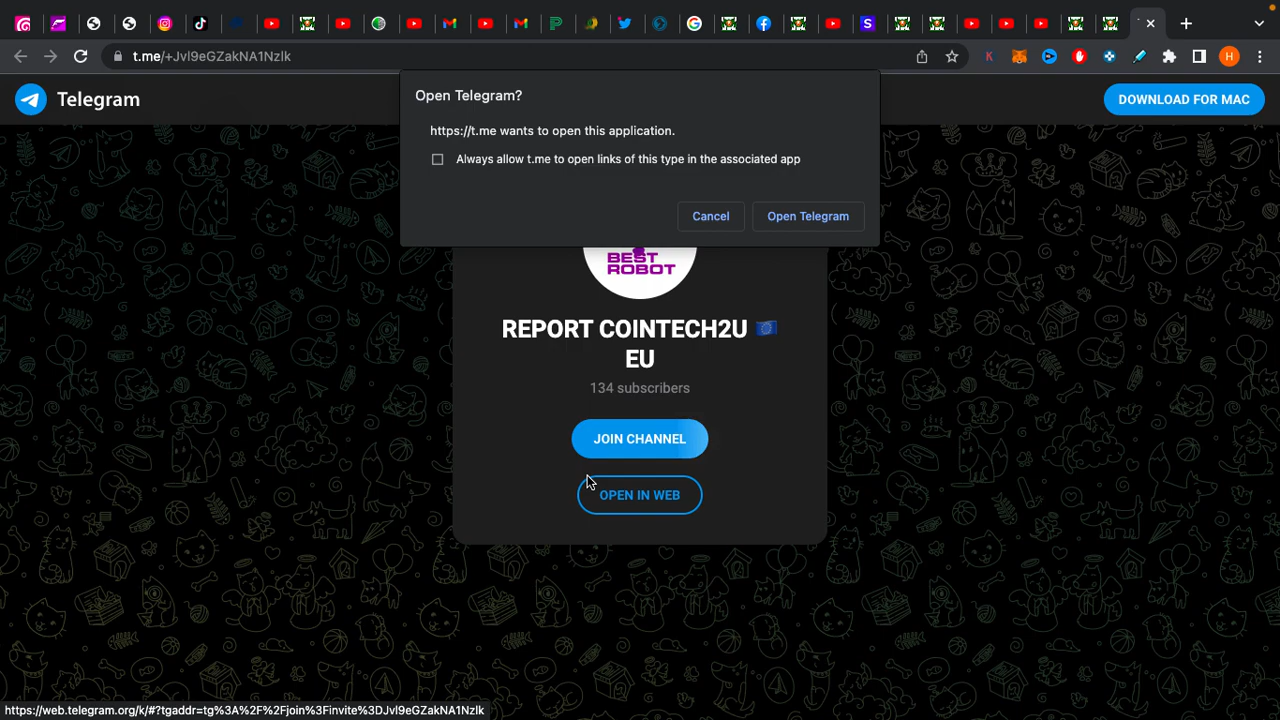 t.me/+Jvl9eGZakNA1Nzlk
H
Telegram
DOWNLOAD FOR MAC
Open Telegram?
https://t.me wants to open this application.
Always allow t.me to open links of this type in the associated app
Cancel
Open Telegram
BEST
ROBOT
REPORT COINTECH2U 🇪🇺
EU
134 subscribers
JOIN CHANNEL
OPEN IN WEB
https://web.telegram.org/k/#?tgaddr=tg%3A%2F%2Fjoin%3Finvite%3DJvl9eGZakNA1Nzlk